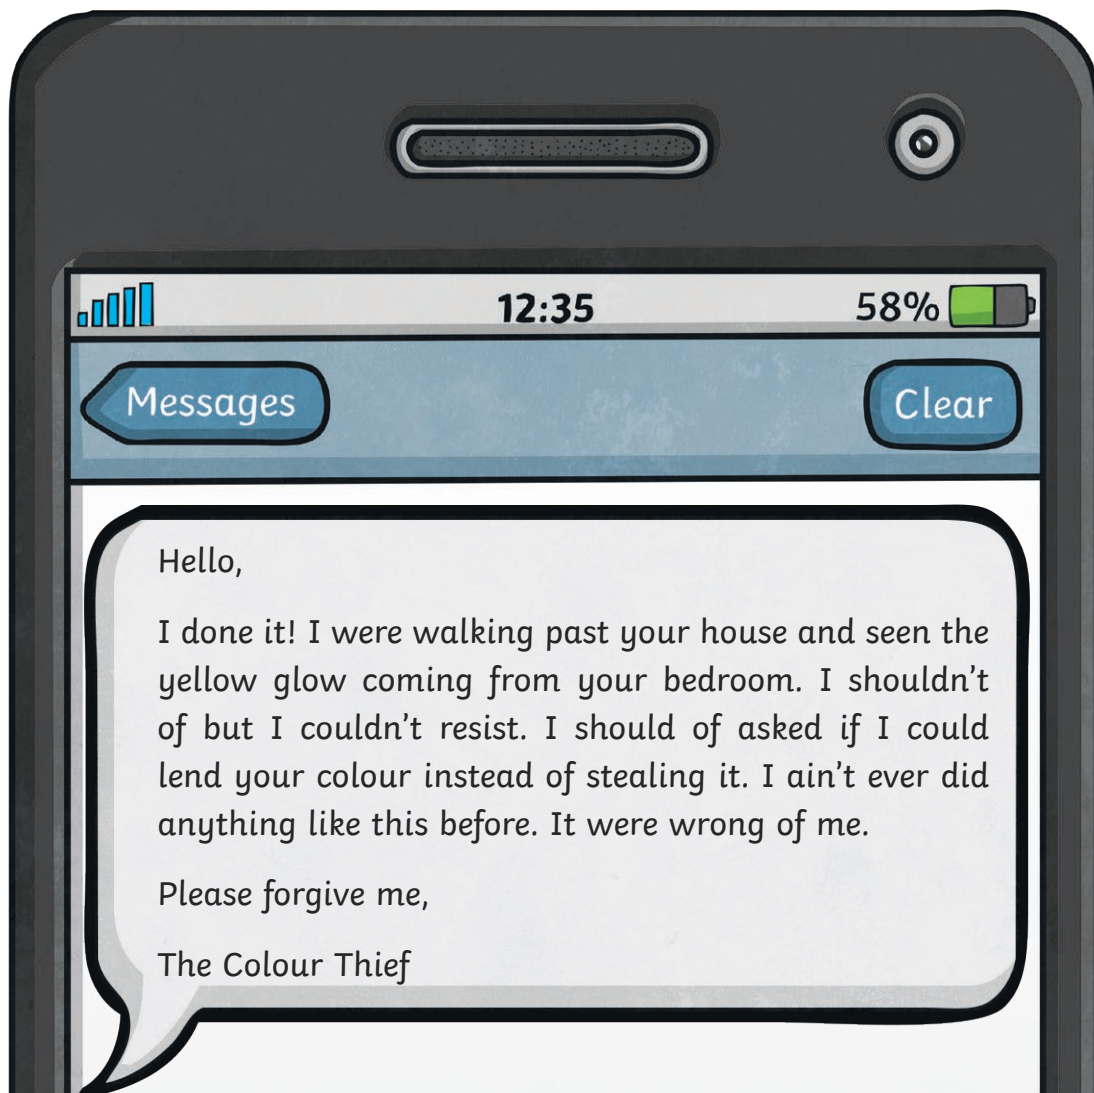 12:35
58%
Messages
Clear
Hello,
I done it! I were walking past your house and seen the
yellow glow coming from your bedroom. I shouldn't
of but I couldn't resist. I should of asked if I could
lend your colour instead of stealing it. I ain't ever did
anything like this before. It were wrong of me.
Please forgive me,
The Colour Thief